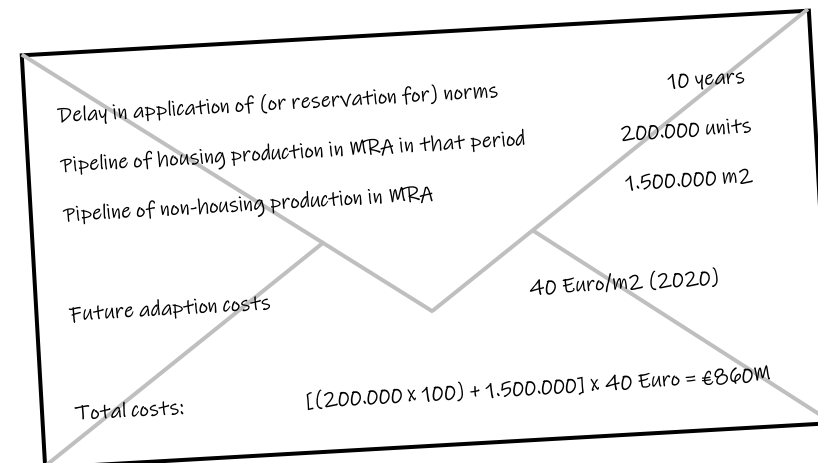 Delay in application of (or reservation for) norms 10 years
Pipeline of housing production in MRA in that period 200.000 units
Pipeline of non-housing production in MRA 1.500.000 m2
Future adaption costs 40 Euro/m2 (2020)
Total costs: [(200.000 x 100) + 1.500.000] x 40 Euro = €860M